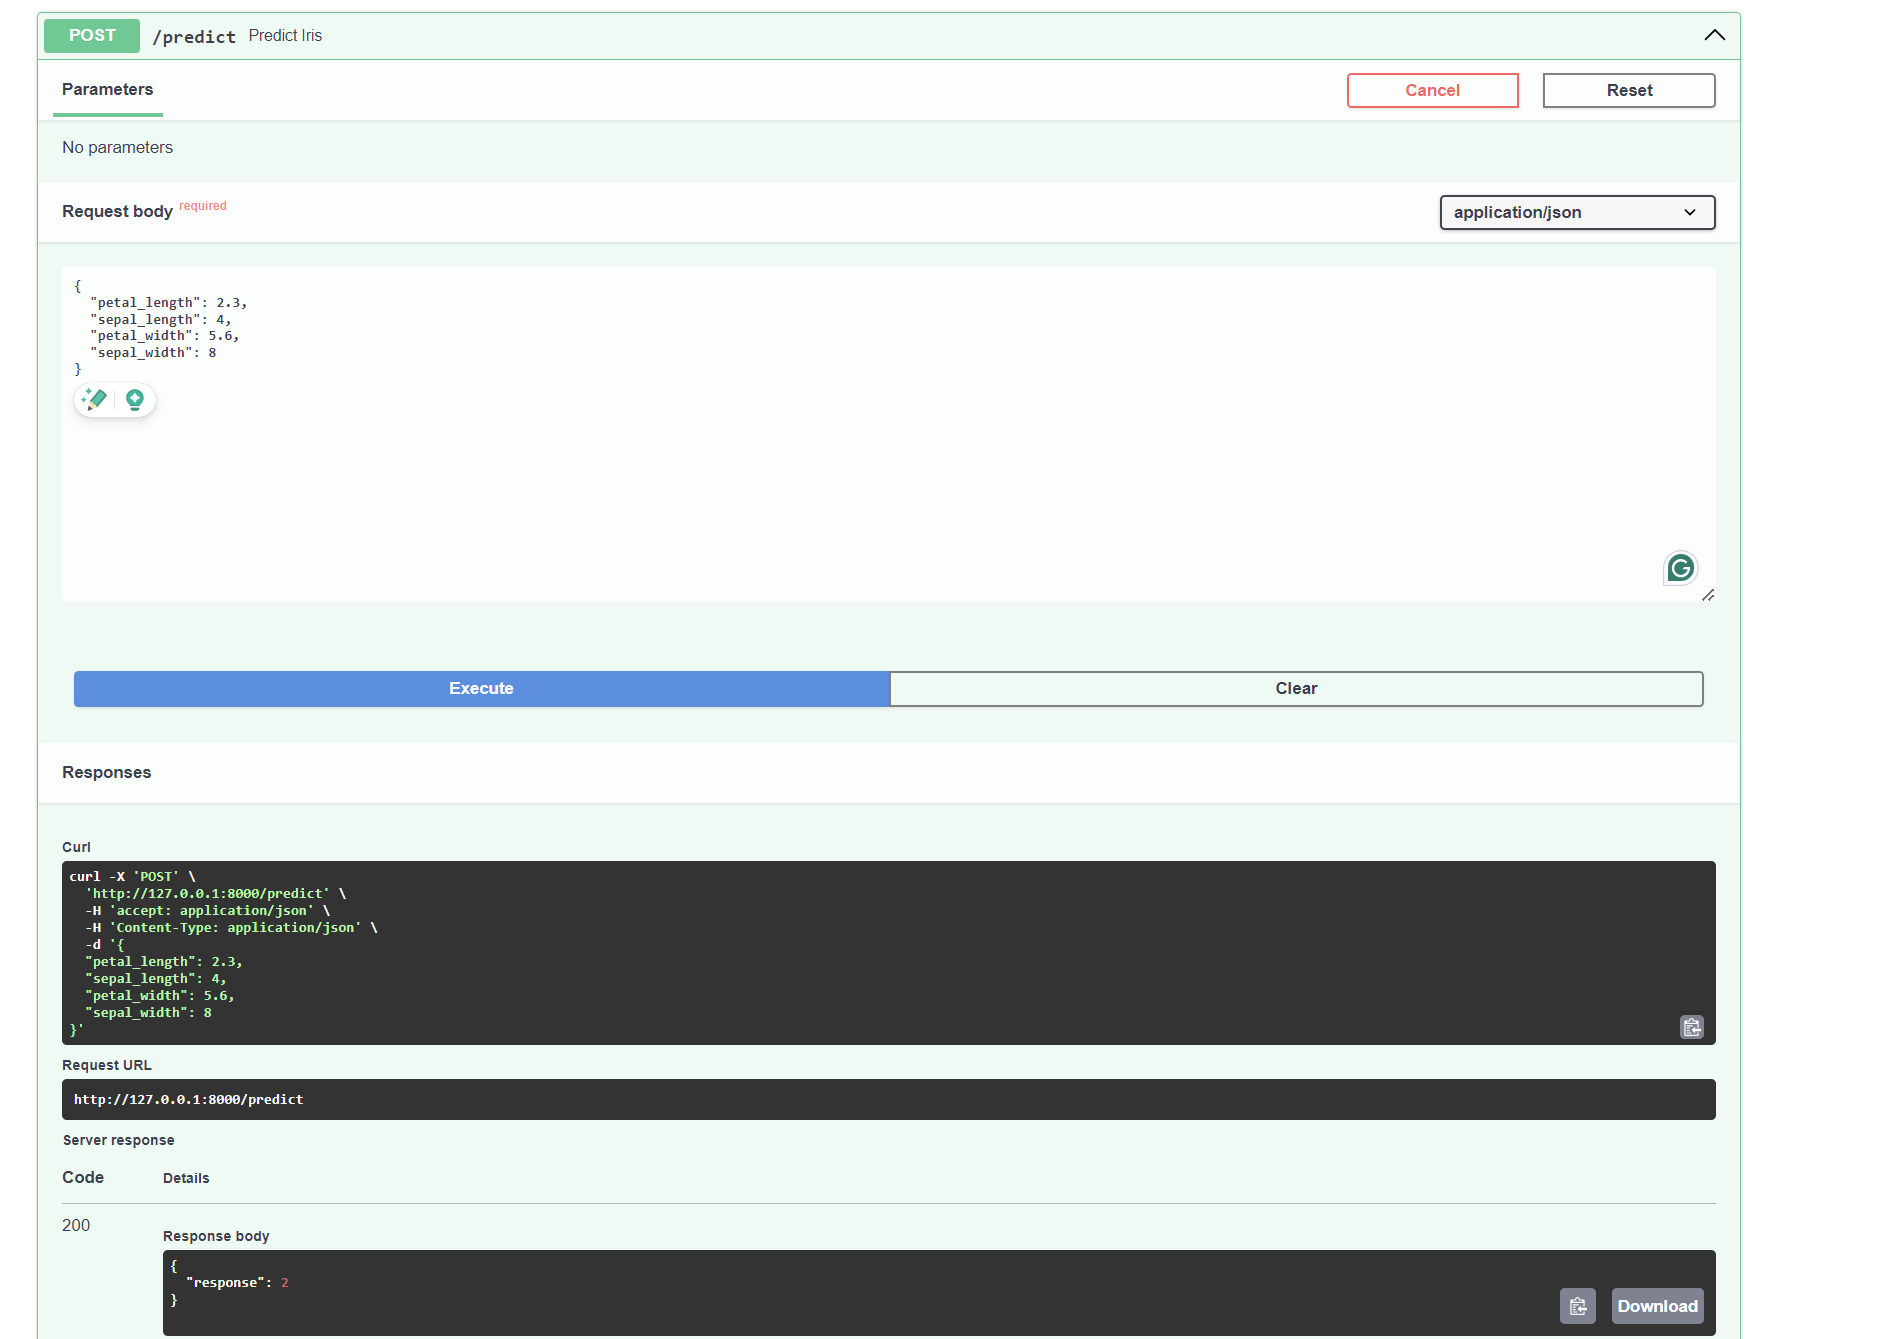 POST /predict Predict Iris
Parameters
Cancel
Reset
No parameters
Request body required
application/json
{
  "petal_length": 2.3,
  "sepal_length": 4,
  "petal_width": 5.6,
  "sepal_width": 8
}
Execute
Clear
Responses
Curl
curl -X 'POST' \
  'http://127.0.0.1:8000/predict' \
  -H 'accept: application/json' \
  -H 'Content-Type: application/json' \
  -d '{
  "petal_length": 2.3,
  "sepal_length": 4,
  "petal_width": 5.6,
  "sepal_width": 8
}'
Request URL
http://127.0.0.1:8000/predict
Server response
Code Details
200
Response body
{
  "response": 2
}
Download